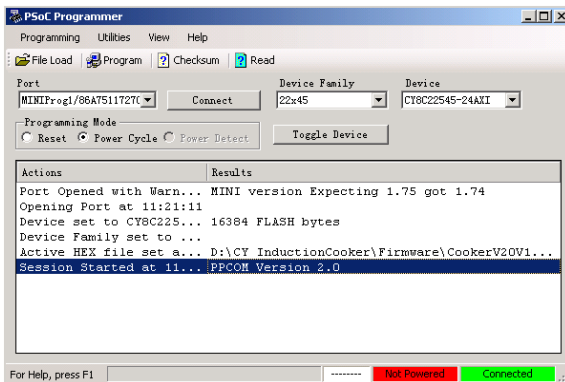 PSoC Programmer
Programming Utilities View Help
File Load Program ? Checksum ? Read
Port Device Family Device
MINIProg1/86A7511727( Connect 22x45 CY8C22545-24AXI
Programming Mode
Reset Power Cycle Power Detect Toggle Device
Actions Results
Port Opened with Warn... MINI version Expecting 1.75 got 1.74
Opening Port at 11:21:11
Device set to CY8C225... 16384 FLASH bytes
Device Family set to ...
Active HEX file set a... D:\CY InductionCooker\Firmware\CookerV20V1...
Session Started at 11... PPCOM Version 2.0
For Help, press F1 -------- Not Powered Connected